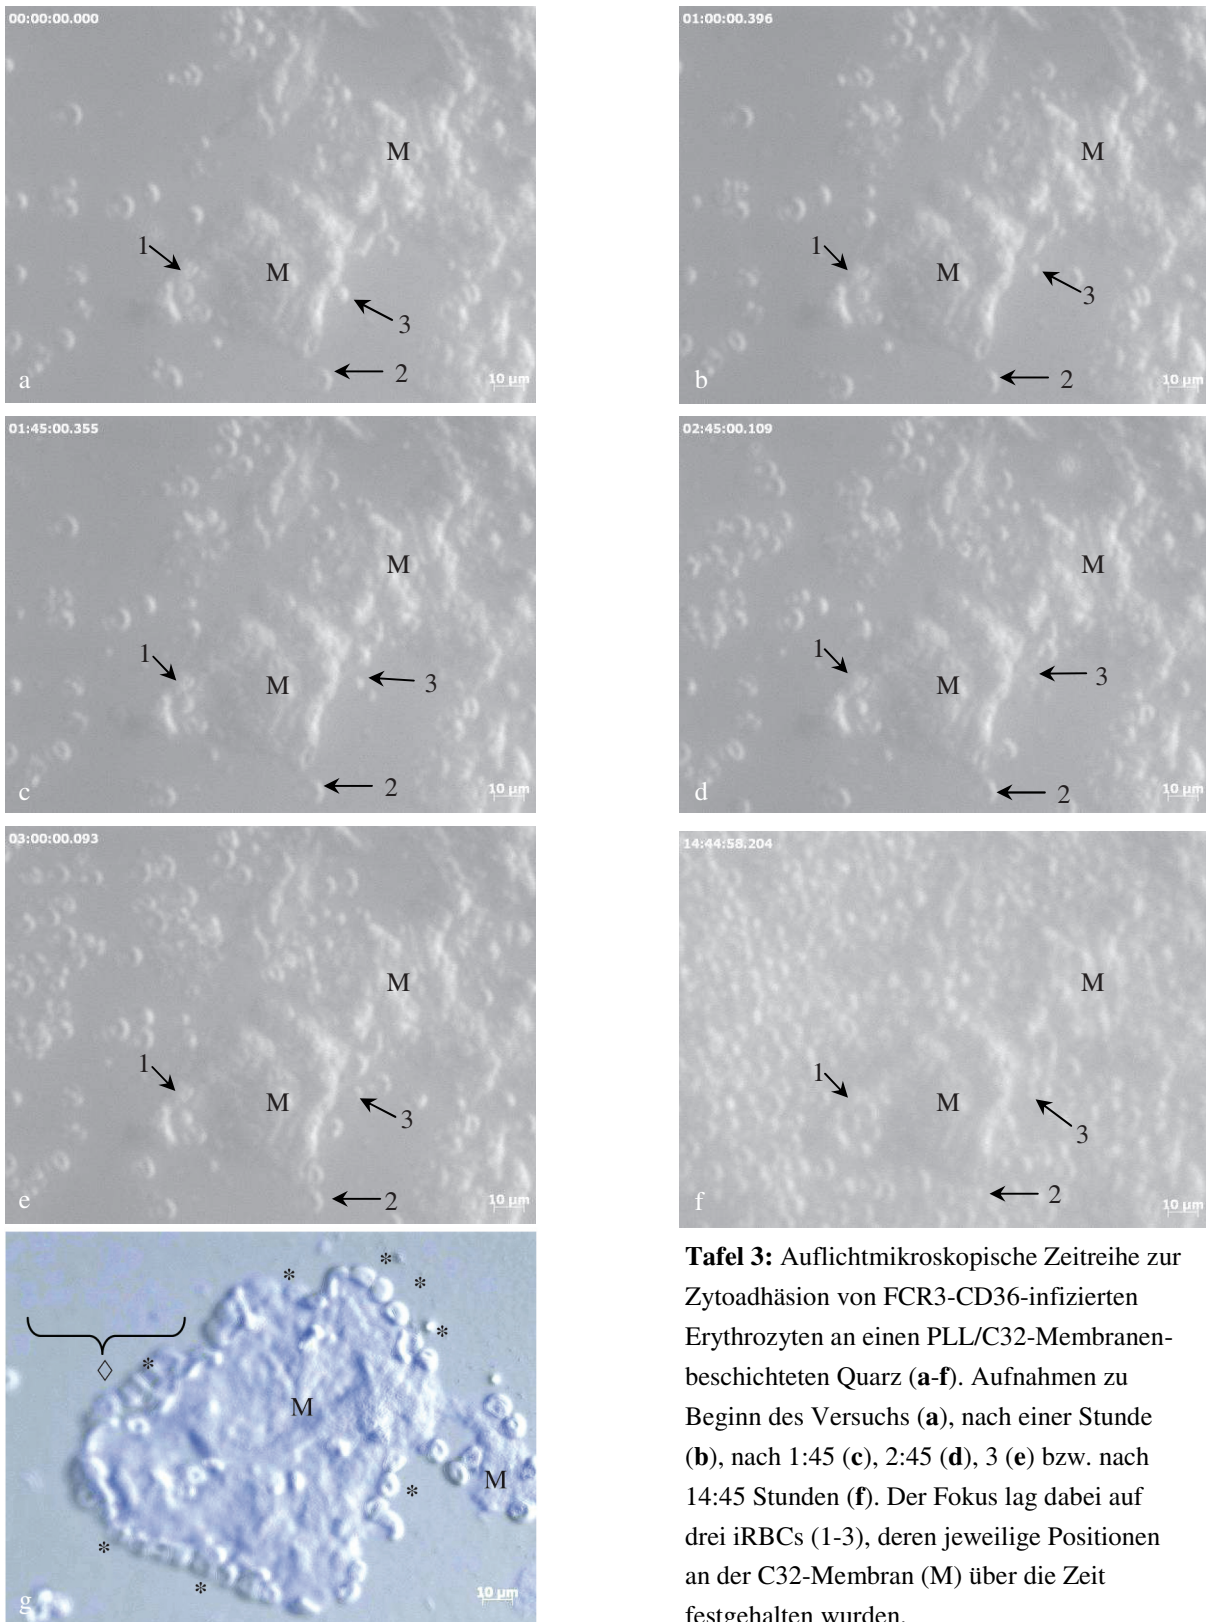 00:00:00.000
M
1
M
3
2
a
10 µm
01:00:00.396
M
1
M
3
2
b
10 µm
01:45:00.355
M
1
M
3
2
c
10 µm
02:45:00.109
M
1
M
3
2
d
10 µm
03:00:00.093
M
1
M
3
2
e
10 µm
14:44:58.204
M
1
M
3
2
f
10 µm
*
*
*
*
*
◊
M
M
*
*
*
g
10 µm
Tafel 3: Auflichtmikroskopische Zeitreihe zur
Zytoadhäsion von FCR3-CD36-infizierten
Erythrozyten an einen PLL/C32-Membranen-
beschichteten Quarz (a-f). Aufnahmen zu
Beginn des Versuchs (a), nach einer Stunde
(b), nach 1:45 (c), 2:45 (d), 3 (e) bzw. nach
14:45 Stunden (f). Der Fokus lag dabei auf
drei iRBCs (1-3), deren jeweilige Positionen
an der C32-Membran (M) über die Zeit
festgehalten wurden.